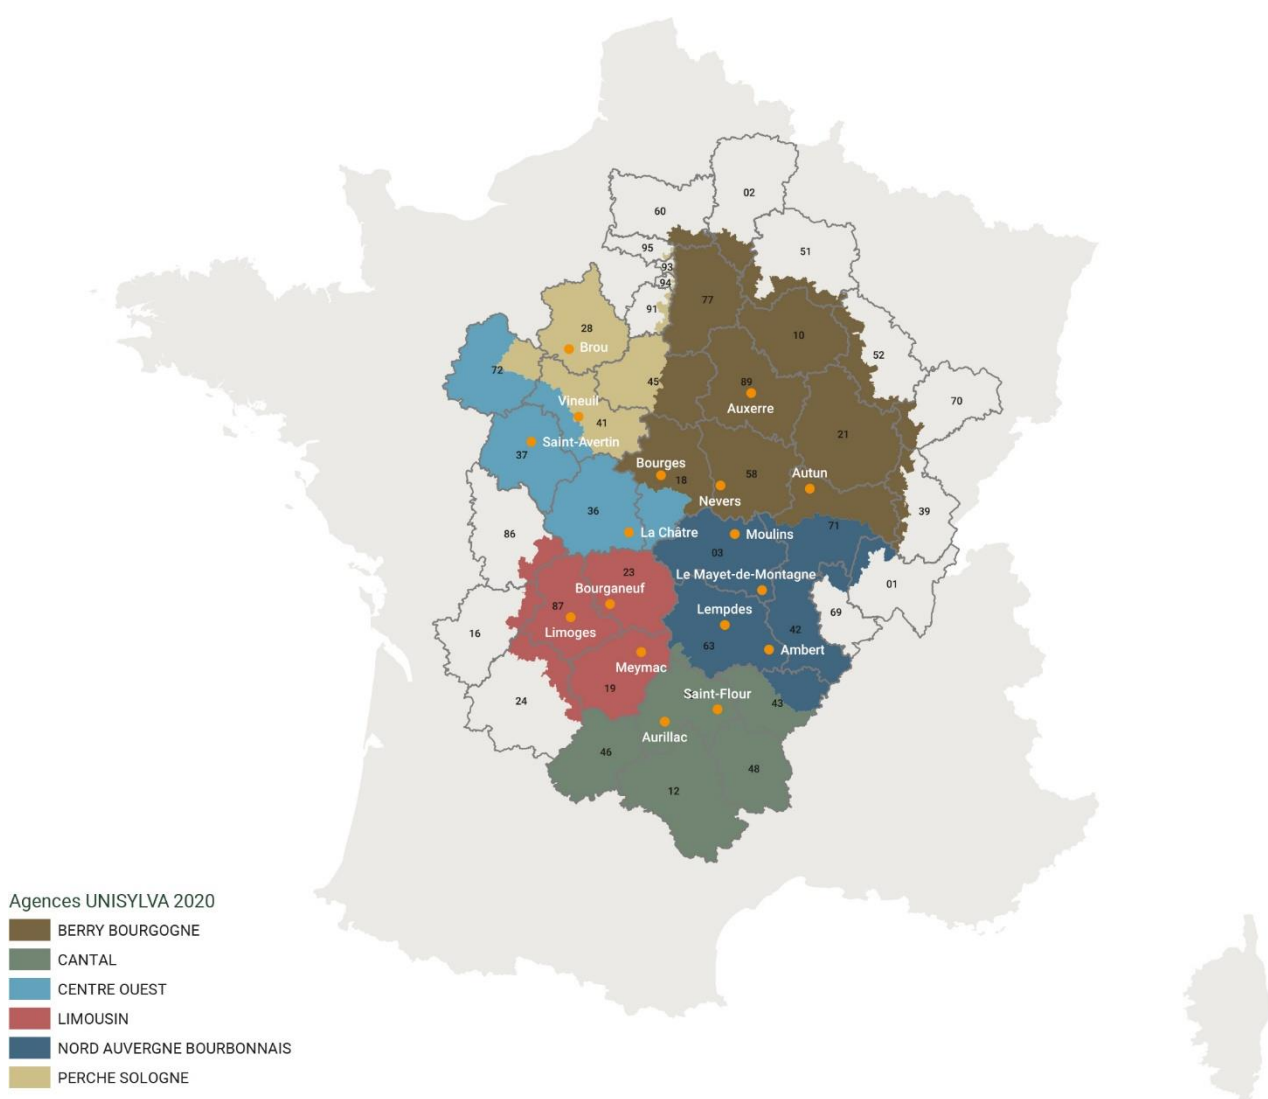 02
60
51
95
93
94
77
91
28
10
Brou
52
72
45
89
70
Vineuil
Auxerre
41
21
Saint-Avertin
37
Bourges
18
58
Autun
Nevers
36
39
71
86
La Châtre
Moulins
03
23
Le Mayet-de-Montagne
01
Bourganeuf
87
Lempdes
69
Limoges
16
42
63
Ambert
Meymac
19
Saint-Flour
24
43
Aurillac
46
48
12
Agences UNISYLVA 2020
BERRY BOURGOGNE
CANTAL
CENTRE OUEST
LIMOUSIN
NORD AUVERGNE BOURBONNAIS
PERCHE SOLOGNE